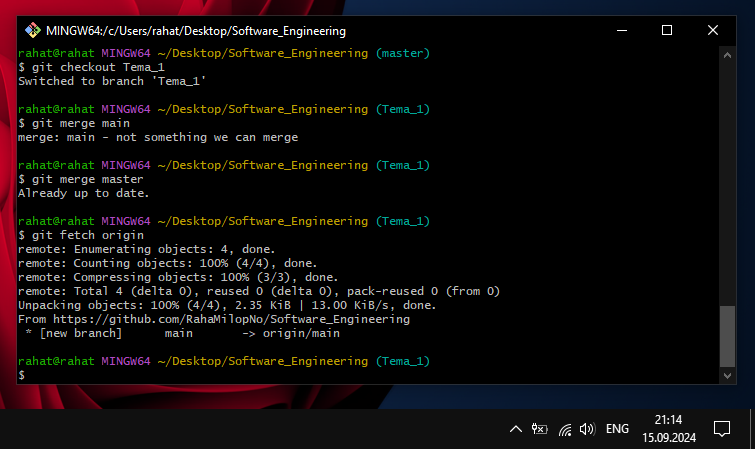 MINGW64:/c/Users/rahat/Desktop/Software_Engineering
rahat@rahat MINGW64 ~/Desktop/Software_Engineering (master)
$ git checkout Tema_1
Switched to branch 'Tema_1'
rahat@rahat MINGW64 ~/Desktop/Software_Engineering (Tema_1)
$ git merge main
merge: main - not something we can merge
rahat@rahat MINGW64 ~/Desktop/Software_Engineering (Tema_1)
$ git merge master
Already up to date.
rahat@rahat MINGW64 ~/Desktop/Software_Engineering (Tema_1)
$ git fetch origin
remote: Enumerating objects: 4, done.
remote: Counting objects: 100% (4/4), done.
remote: Compressing objects: 100% (3/3), done.
remote: Total 4 (delta 0), reused 0 (delta 0), pack-reused 0 (from 0)
Unpacking objects: 100% (4/4), 2.35 KiB | 13.00 KiB/s, done.
From https://github.com/RahaMilopNo/Software_Engineering
 * [new branch]      main       -> origin/main
rahat@rahat MINGW64 ~/Desktop/Software_Engineering (Tema_1)
$
ENG
21:14
15.09.2024